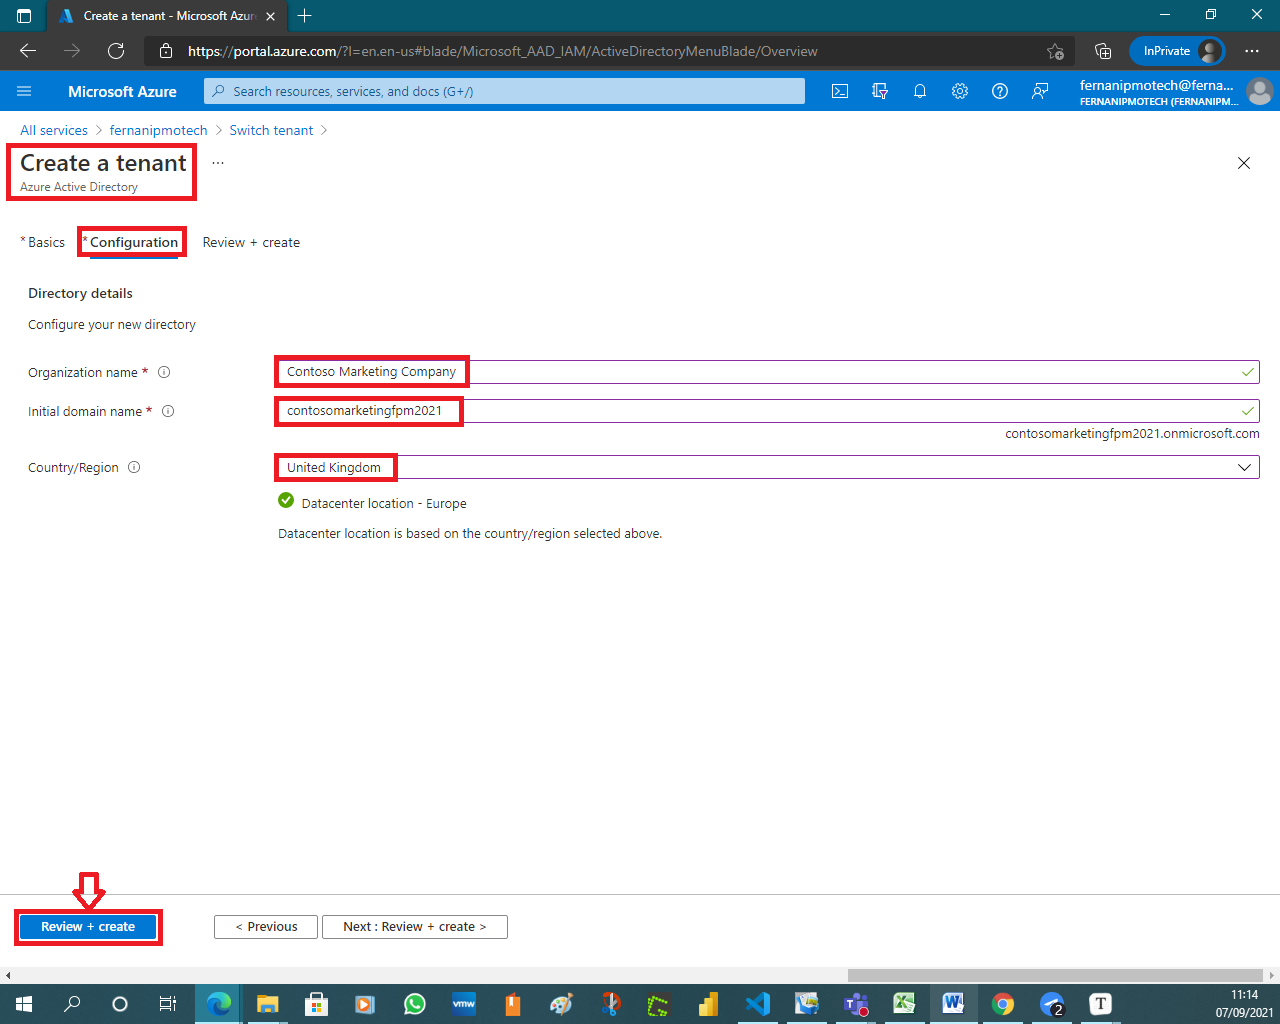 Create a tenant - Microsoft Azur
https://portal.azure.com/?l=en.en-us#blade/Microsoft_AAD_IAM/ActiveDirectoryMenuBlade/Overview
InPrivate
Microsoft Azure
Search resources, services, and docs (G+/)
fernanipmotech@ferna...
FERNANIPMOTECH (FERNANIPM...
All services > fernanipmotech > Switch tenant >
Create a tenant ...
Azure Active Directory
* Basics * Configuration Review + create
Directory details
Configure your new directory
Organization name *
Contoso Marketing Company
Initial domain name *
contosomarketingfpm2021
contosomarketingfpm2021.onmicrosoft.com
Country/Region
United Kingdom
Datacenter location - Europe
Datacenter location is based on the country/region selected above.
Review + create
< Previous
Next : Review + create >
vmw
2
T
11:14
07/09/2021